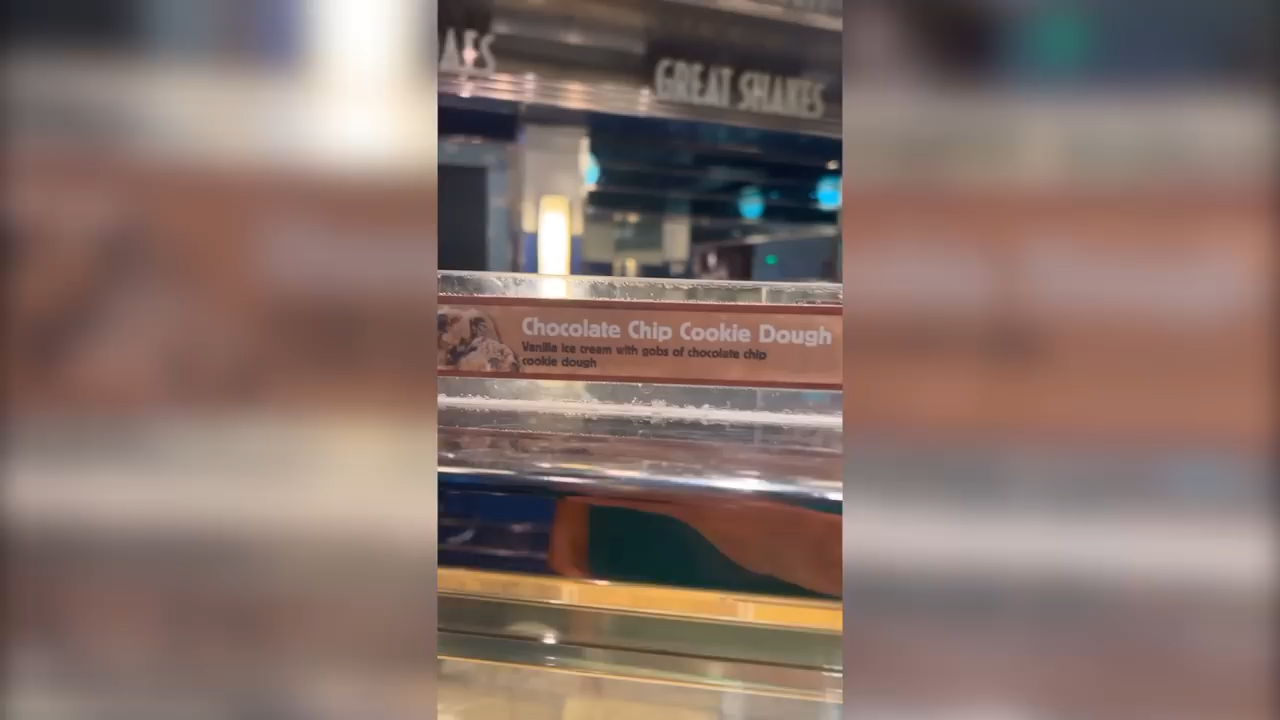 GREAT SHAKES
Chocolate Chip Cookie Dough
Vanilla ice cream with gobs of chocolate chip
cookie dough